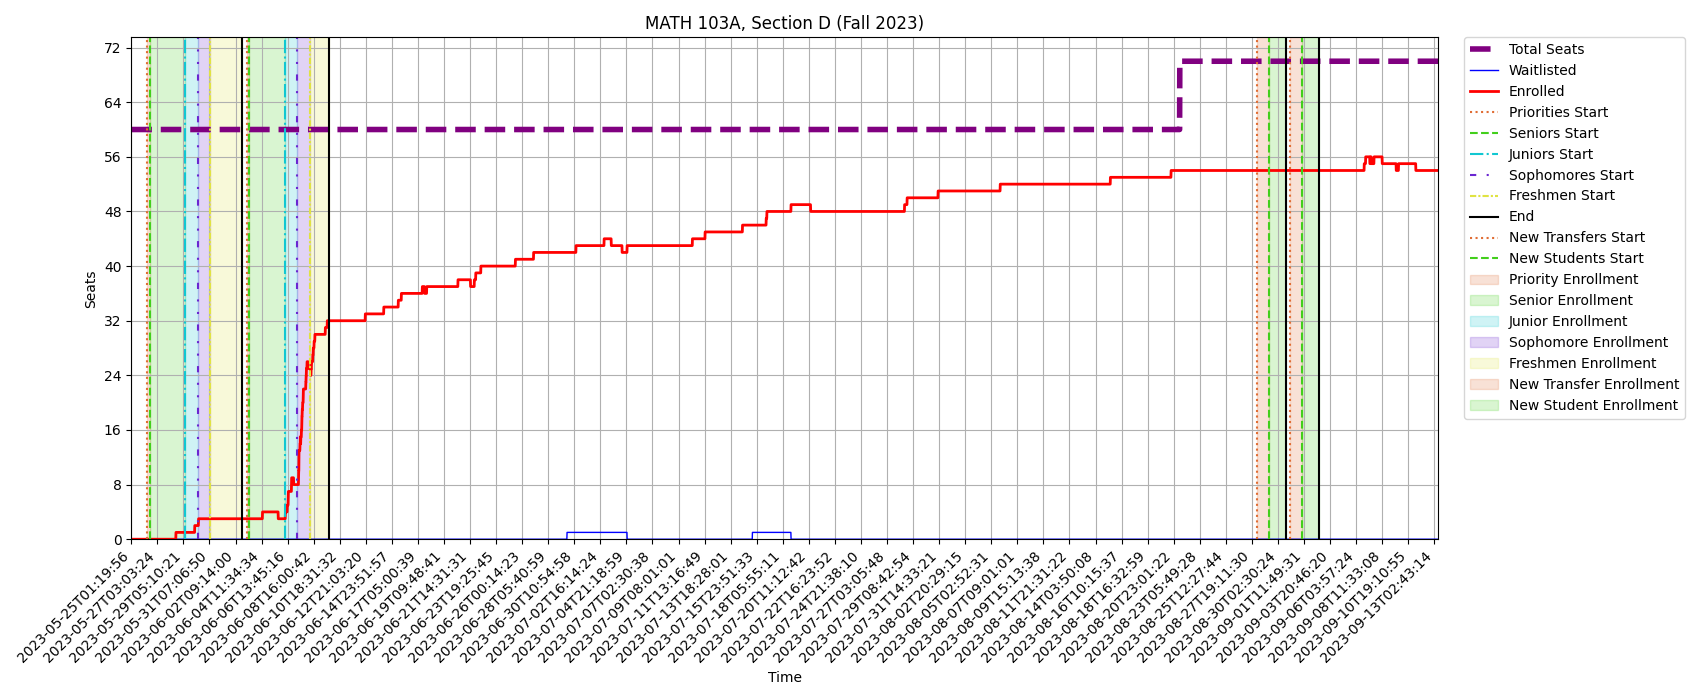 MATH 103A, Section D (Fall 2023)
72
64
56
48
40
32
24
16
8
0
Seats
2023-05-25T01:19:56
2023-05-27T03:03:24
2023-05-29T05:10:21
2023-05-31T07:06:50
2023-06-02T09:14:00
2023-06-04T11:34:34
2023-06-06T13:45:16
2023-06-08T16:00:42
2023-06-10T18:31:32
2023-06-12T21:03:20
2023-06-14T23:51:57
2023-06-17T05:00:39
2023-06-19T09:48:41
2023-06-21T14:31:31
2023-06-23T19:25:45
2023-06-26T00:14:23
2023-06-28T05:40:59
2023-06-30T10:54:58
2023-07-02T16:14:24
2023-07-04T21:18:59
2023-07-07T02:30:38
2023-07-09T08:01:01
2023-07-11T13:16:49
2023-07-13T18:28:01
2023-07-15T23:51:33
2023-07-18T05:55:11
2023-07-20T11:12:42
2023-07-22T16:23:52
2023-07-24T21:38:10
2023-07-27T03:05:48
2023-07-29T08:42:54
2023-07-31T14:33:21
2023-08-02T20:29:15
2023-08-05T02:52:31
2023-08-07T09:01:01
2023-08-09T15:13:38
2023-08-11T21:31:22
2023-08-14T03:50:08
2023-08-16T10:15:37
2023-08-18T16:32:59
2023-08-20T23:01:22
2023-08-23T05:49:28
2023-08-25T12:27:44
2023-08-27T19:11:30
2023-08-30T02:30:24
2023-09-01T11:49:31
2023-09-03T20:46:20
2023-09-06T03:57:24
2023-09-08T11:33:08
2023-09-10T19:10:55
2023-09-13T02:43:14
Time
Total Seats
Waitlisted
Enrolled
Priorities Start
Seniors Start
Juniors Start
Sophomores Start
Freshmen Start
End
New Transfers Start
New Students Start
Priority Enrollment
Senior Enrollment
Junior Enrollment
Sophomore Enrollment
Freshmen Enrollment
New Transfer Enrollment
New Student Enrollment